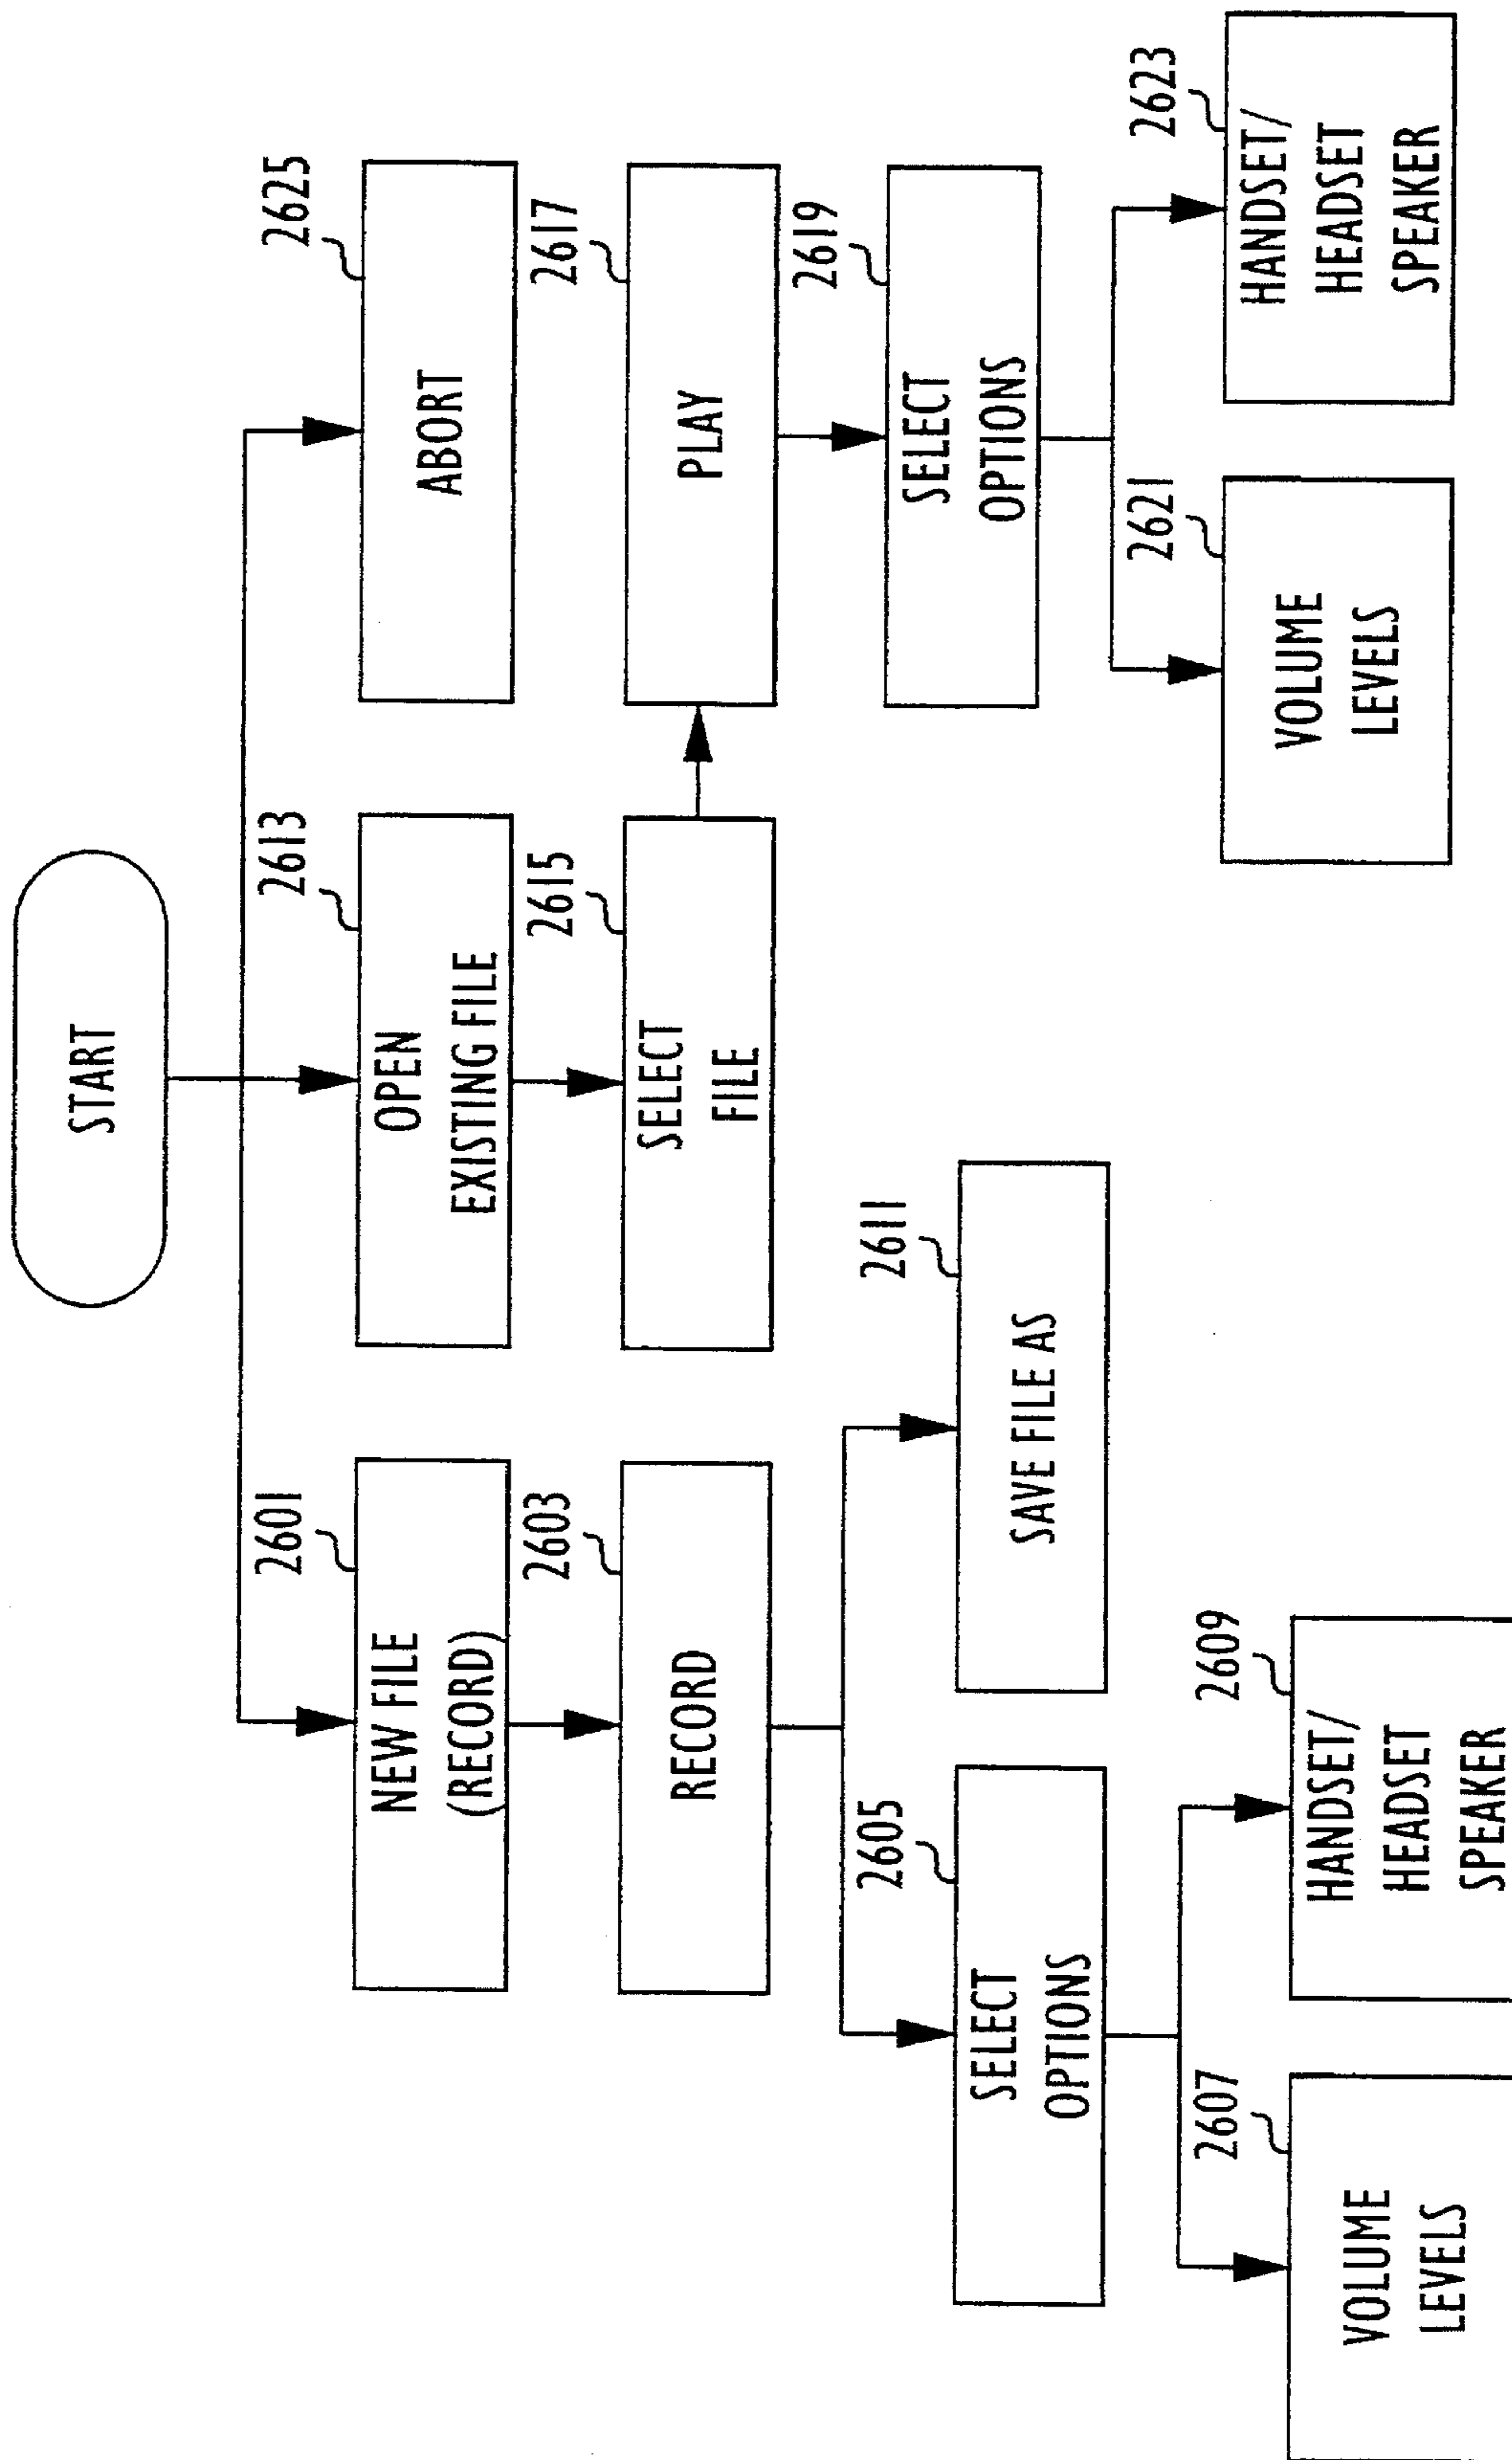 START
2601
NEW FILE
(RECORD)
2613
OPEN
EXISTING FILE
2625
ABORT
2603
RECORD
2615
SELECT
FILE
2617
PLAY
2605
SELECT
OPTIONS
2611
SAVE FILE AS
2619
SELECT
OPTIONS
2607
VOLUME
LEVELS
2609
HANDSET/
HEADSET
SPEAKER
2621
VOLUME
LEVELS
2623
HANDSET/
HEADSET
SPEAKER